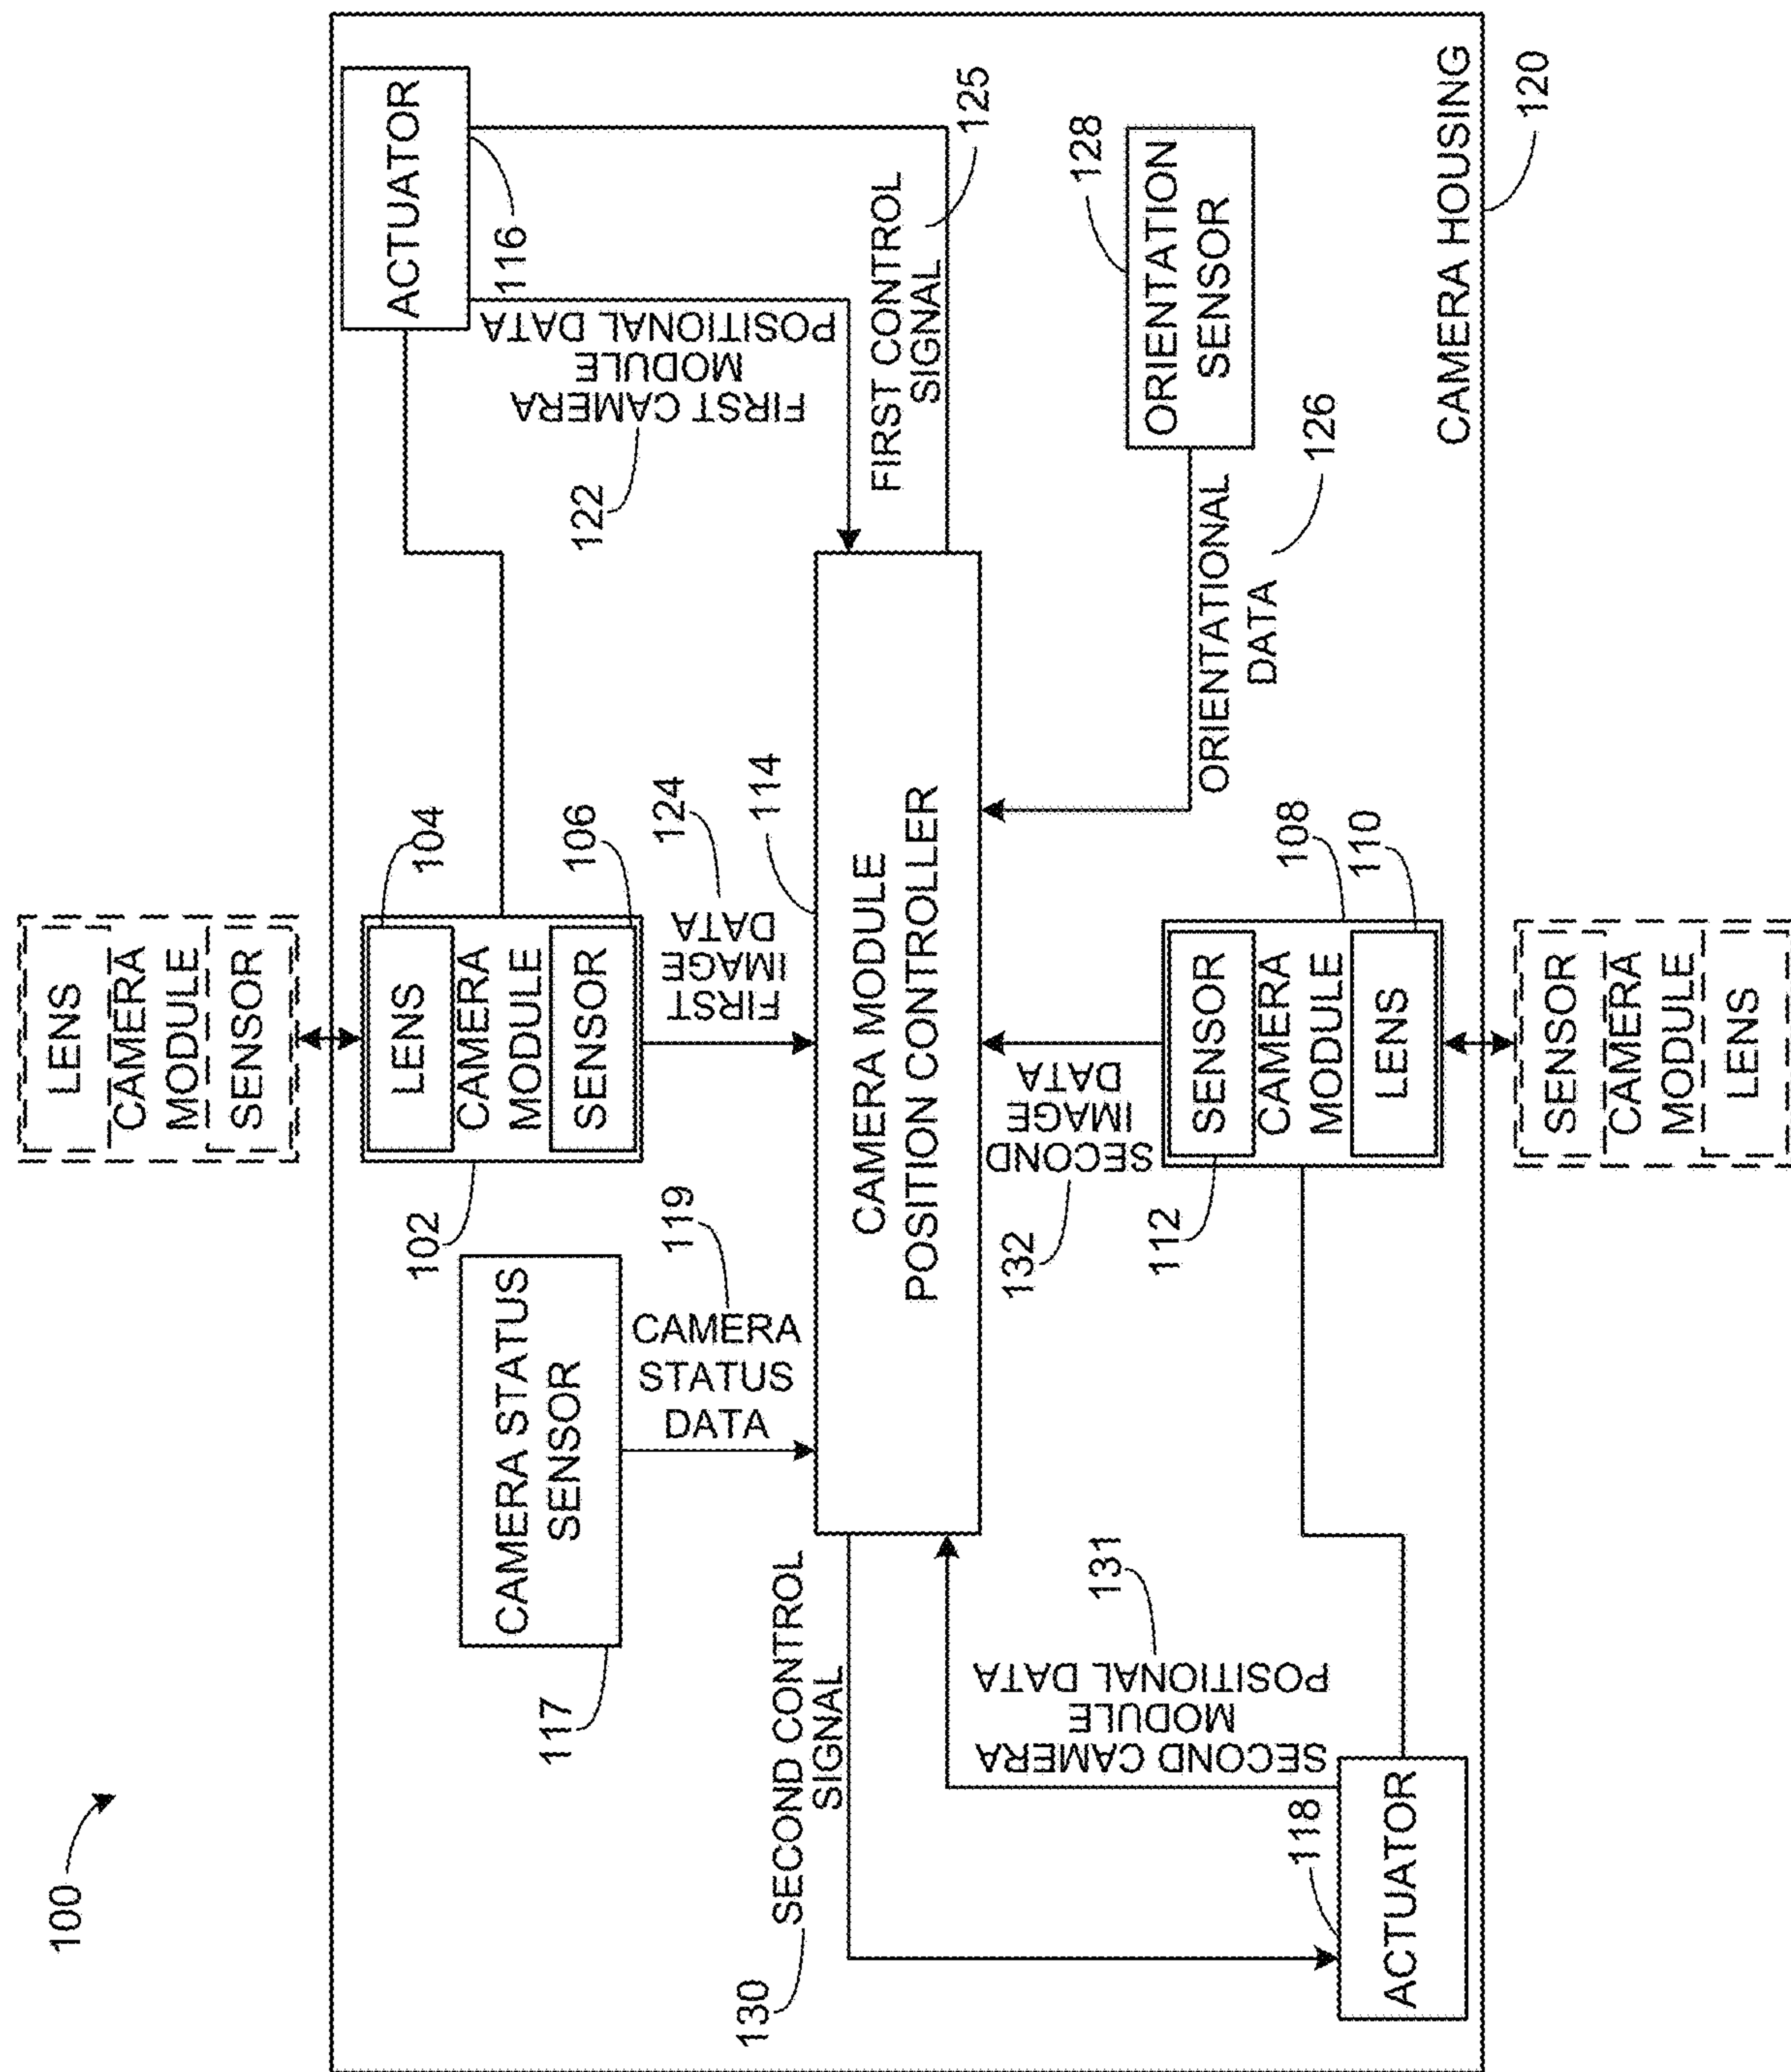 100
LENS
CAMERA
MODULE
SENSOR
LENS
CAMERA
MODULE
SENSOR
102
104
106
CAMERA STATUS
SENSOR
117
119
CAMERA
STATUS
DATA
FIRST
IMAGE
DATA
124
ACTUATOR
116
FIRST CAMERA
MODULE
POSITIONAL DATA
122
FIRST CONTROL
SIGNAL
125
114
CAMERA MODULE
POSITION CONTROLLER
130
SECOND CONTROL
SIGNAL
SECOND CAMERA
MODULE
POSITIONAL DATA
131
SECOND
IMAGE
DATA
132
ORIENTATIONAL
DATA
126
128
ORIENTATION
SENSOR
118
ACTUATOR
112
SENSOR
CAMERA
MODULE
LENS
108
110
CAMERA HOUSING
120
SENSOR
CAMERA
MODULE
LENS